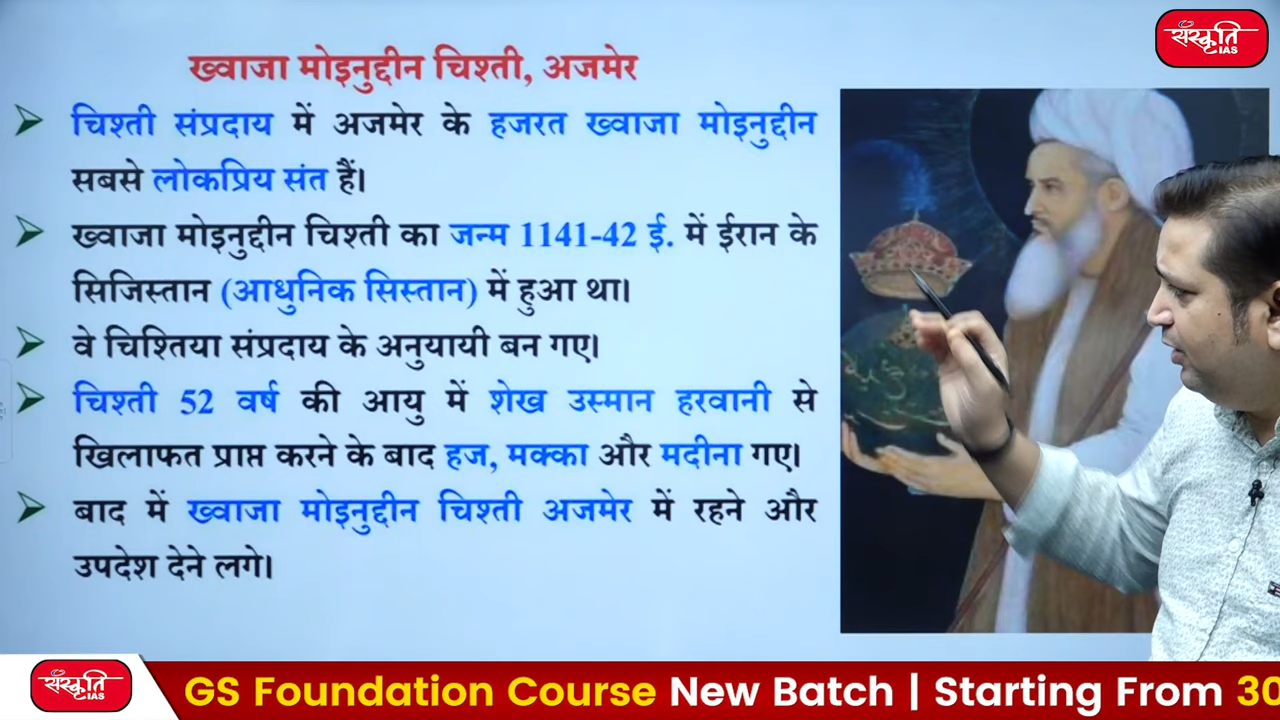 संस्कृति
IAS
ख्वाजा मोइनुद्दीन चिश्ती, अजमेर
चिश्ती संप्रदाय में अजमेर के हजरत ख्वाजा मोइनुद्दीन
सबसे लोकप्रिय संत हैं।
ख्वाजा मोइनुद्दीन चिश्ती का जन्म 1141-42 ई. में ईरान के
सिजिस्तान (आधुनिक सिस्तान) में हुआ था।
वे चिश्तिया संप्रदाय के अनुयायी बन गए।
चिश्ती 52 वर्ष की आयु में शेख उस्मान हरवानी से
खिलाफत प्राप्त करने के बाद हज, मक्का और मदीना गए।
बाद में ख्वाजा मोइनुद्दीन चिश्ती अजमेर में रहने और
उपदेश देने लगे।
संस्कृति
IAS
GS Foundation Course New Batch | Starting From 30